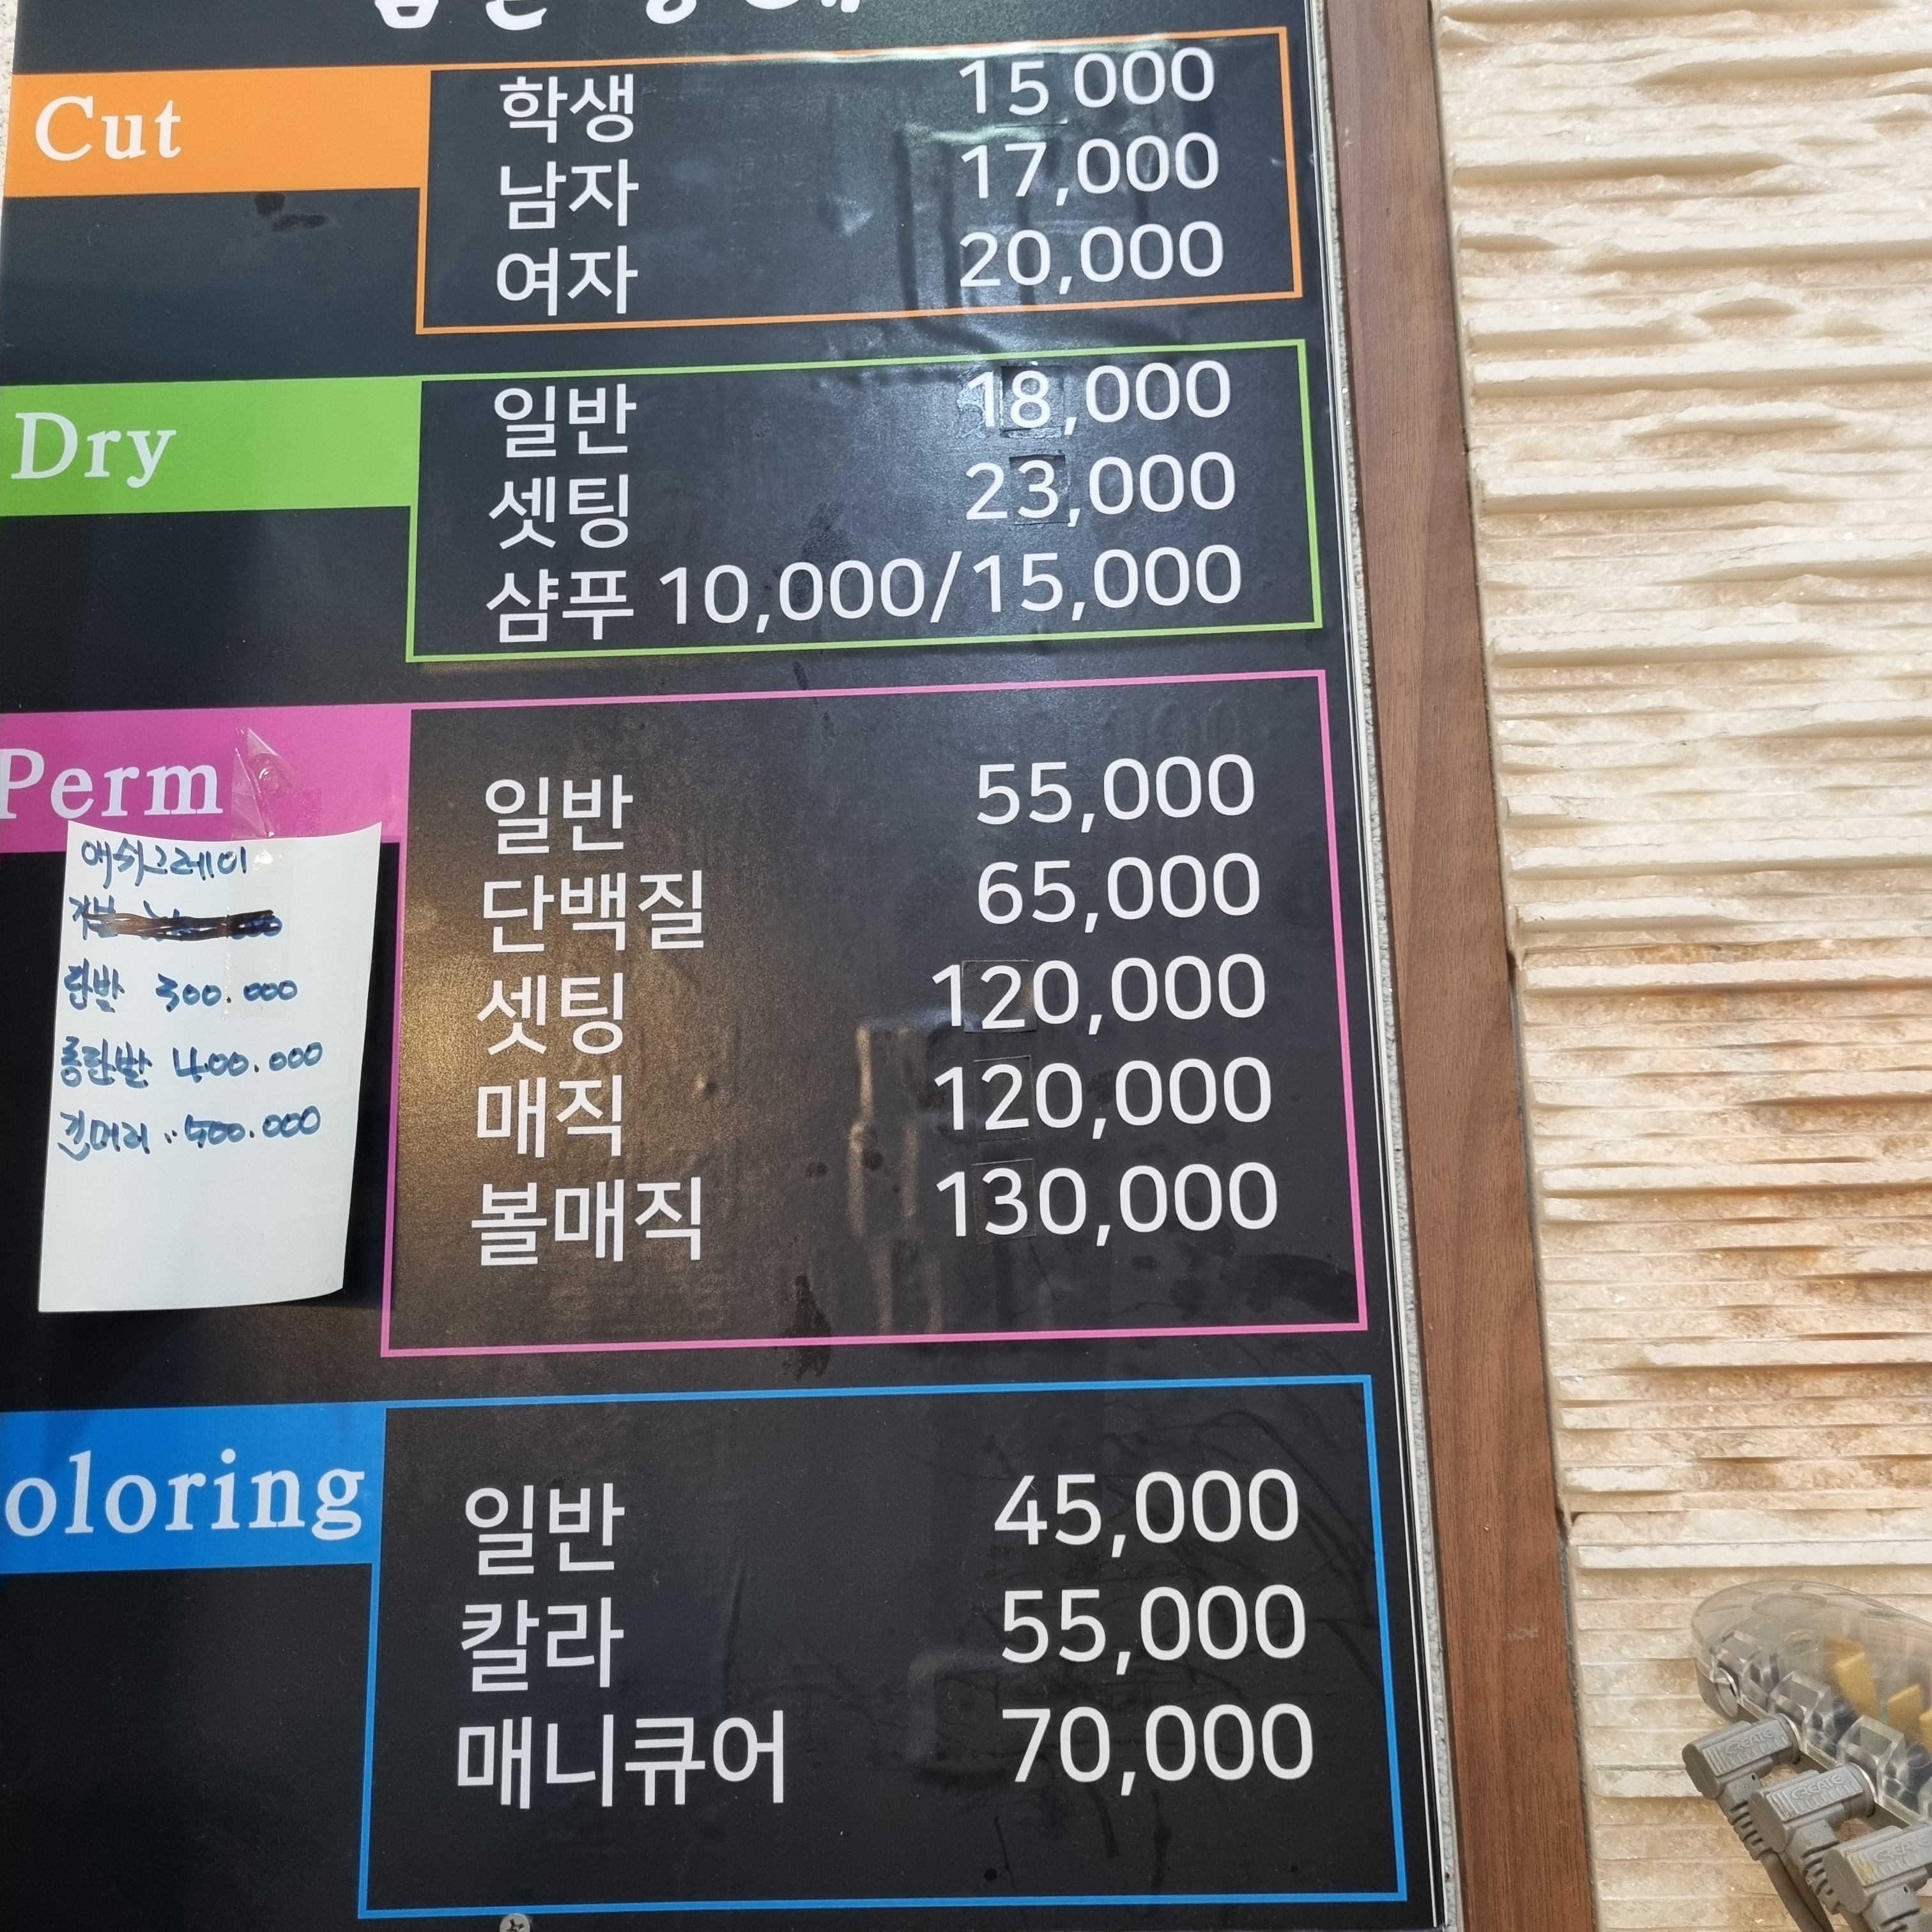 Cut
학생 15 000
남자 17,000
여자 20,000
Dry
일반 18,000
셋팅 23,000
샴푸 10,000/15,000
Perm
일반 55,000
단백질 65,000
셋팅 120,000
매직 120,000
볼매직 130,000
애쉬그레이
300.000
중단발 400.000
긴머리 500.000
oloring
일반 45,000
칼라 55,000
매니큐어 70,000
CREATE
CREATE